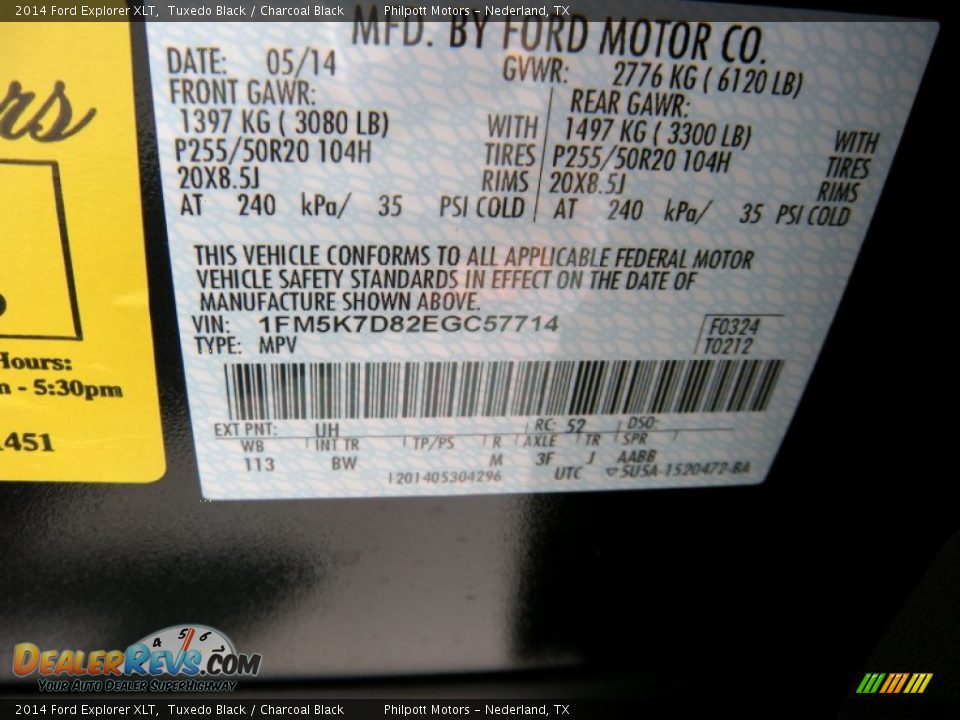 2014 Ford Explorer XLT, Tuxedo Black / Charcoal Black Philpott Motors - Nederland, TX
MFD. BY FORD MOTOR CO.
DATE: 05/14 GVWR: 2776 KG ( 6120 LB)
FRONT GAWR: REAR GAWR:
1397 KG ( 3080 LB) WITH 1497 KG ( 3300 LB) WITH
P255/50R20 104H TIRES P255/50R20 104H TIRES
20X8.5J RIMS 20X8.5J RIMS
AT 240 kPa/ 35 PSI COLD AT 240 kPa/ 35 PSI COLD
THIS VEHICLE CONFORMS TO ALL APPLICABLE FEDERAL MOTOR
VEHICLE SAFETY STANDARDS IN EFFECT ON THE DATE OF
MANUFACTURE SHOWN ABOVE.
VIN: 1FM5K7D82EGC57714 F0324
TYPE: MPV T0212
EXT PNT: UH RC: 52 DSO:
WB INT TR TP/PS R AXLE TR SPR
113 BW M 3F J AABB
1201405304296 UTC 5U5A-1520472-BA
rs
Hours:
- 5:30pm
1451
4 5 6
DealerRevs.com
Your Auto Dealer SuperHighway
2014 Ford Explorer XLT, Tuxedo Black / Charcoal Black Philpott Motors - Nederland, TX